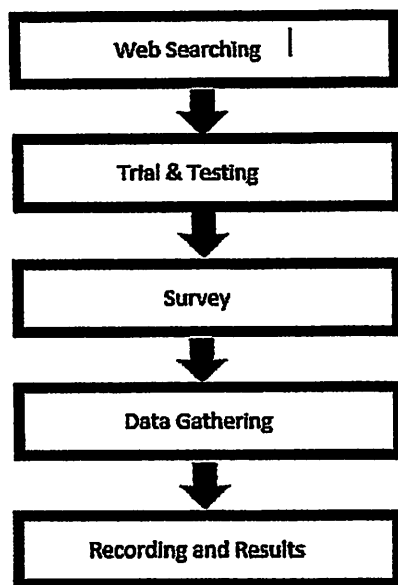 Web Searching
Trial & Testing
Survey
Data Gathering
Recording and Results